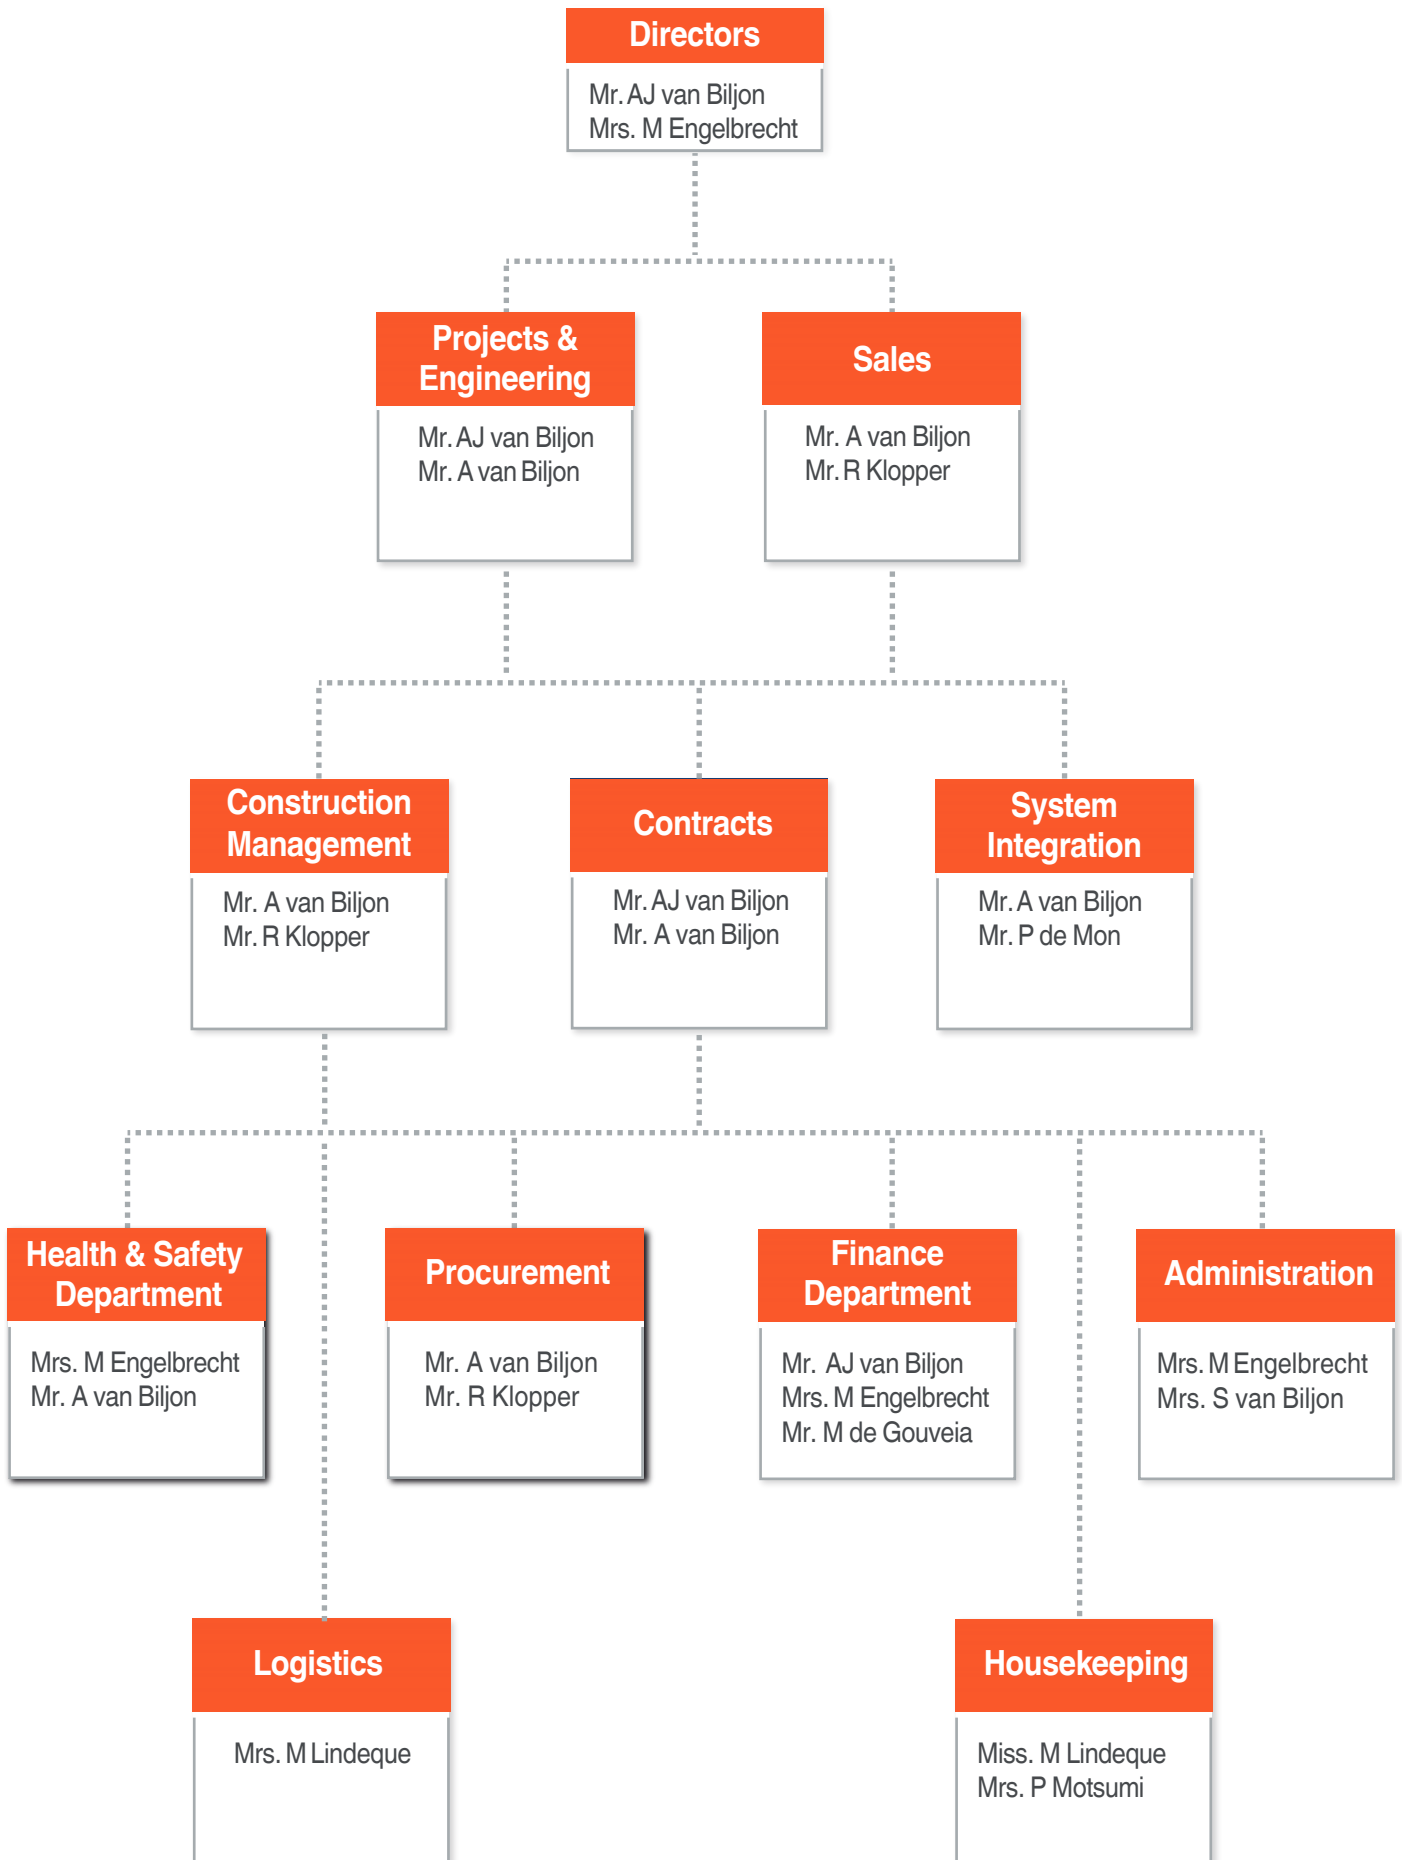 Directors
Mr. AJ van Biljon
Mrs. M Engelbrecht
Projects &
Engineering
Mr. AJ van Biljon
Mr. A van Biljon
Sales
Mr. A van Biljon
Mr. R Klopper
Construction
Management
Mr. A van Biljon
Mr. R Klopper
Contracts
Mr. AJ van Biljon
Mr. A van Biljon
System
Integration
Mr. A van Biljon
Mr. P de Mon
Health & Safety
Department
Mrs. M Engelbrecht
Mr. A van Biljon
Procurement
Mr. A van Biljon
Mr. R Klopper
Finance
Department
Mr. AJ van Biljon
Mrs. M Engelbrecht
Mr. M de Gouveia
Administration
Mrs. M Engelbrecht
Mrs. S van Biljon
Logistics
Mrs. M Lindeque
Housekeeping
Miss. M Lindeque
Mrs. P Motsumi